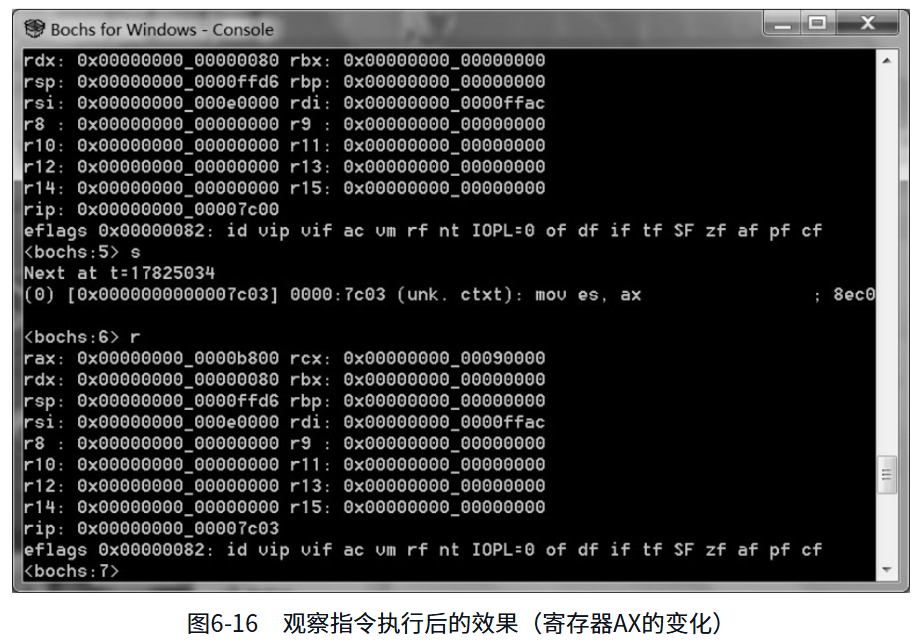 Bochs for Windows - Console
rdx: 0x00000000_00000080 rbx: 0x00000000_00000000
rsp: 0x00000000_0000ffd6 rbp: 0x00000000_00000000
rsi: 0x00000000_000e0000 rdi: 0x00000000_0000ffac
r8 : 0x00000000_00000000 r9 : 0x00000000_00000000
r10: 0x00000000_00000000 r11: 0x00000000_00000000
r12: 0x00000000_00000000 r13: 0x00000000_00000000
r14: 0x00000000_00000000 r15: 0x00000000_00000000
rip: 0x00000000_00007c00
eflags 0x00000082: id vip vif ac vm rf nt IOPL=0 of df if tf SF zf af pf cf
<bochs:5> s
Next at t=17825034
(0) [0x0000000000007c03] 0000:7c03 (unk. ctxt): mov es, ax ; 8ec0
<bochs:6> r
rax: 0x00000000_0000b800 rcx: 0x00000000_00090000
rdx: 0x00000000_00000080 rbx: 0x00000000_00000000
rsp: 0x00000000_0000ffd6 rbp: 0x00000000_00000000
rsi: 0x00000000_000e0000 rdi: 0x00000000_0000ffac
r8 : 0x00000000_00000000 r9 : 0x00000000_00000000
r10: 0x00000000_00000000 r11: 0x00000000_00000000
r12: 0x00000000_00000000 r13: 0x00000000_00000000
r14: 0x00000000_00000000 r15: 0x00000000_00000000
rip: 0x00000000_00007c03
eflags 0x00000082: id vip vif ac vm rf nt IOPL=0 of df if tf SF zf af pf cf
<bochs:7>
图6-16 观察指令执行后的效果（寄存器AX的变化）